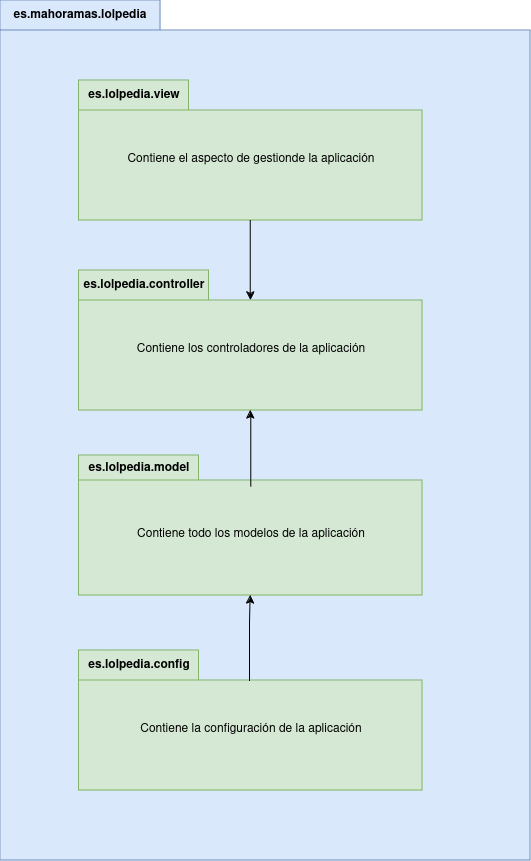 es.mahoramas.lolpedia
es.lolpedia.view
Contiene el aspecto de gestionde la aplicación
es.lolpedia.controller
Contiene los controladores de la aplicación
es.lolpedia.model
Contiene todo los modelos de la aplicación
es.lolpedia.config
Contiene la configuración de la aplicación